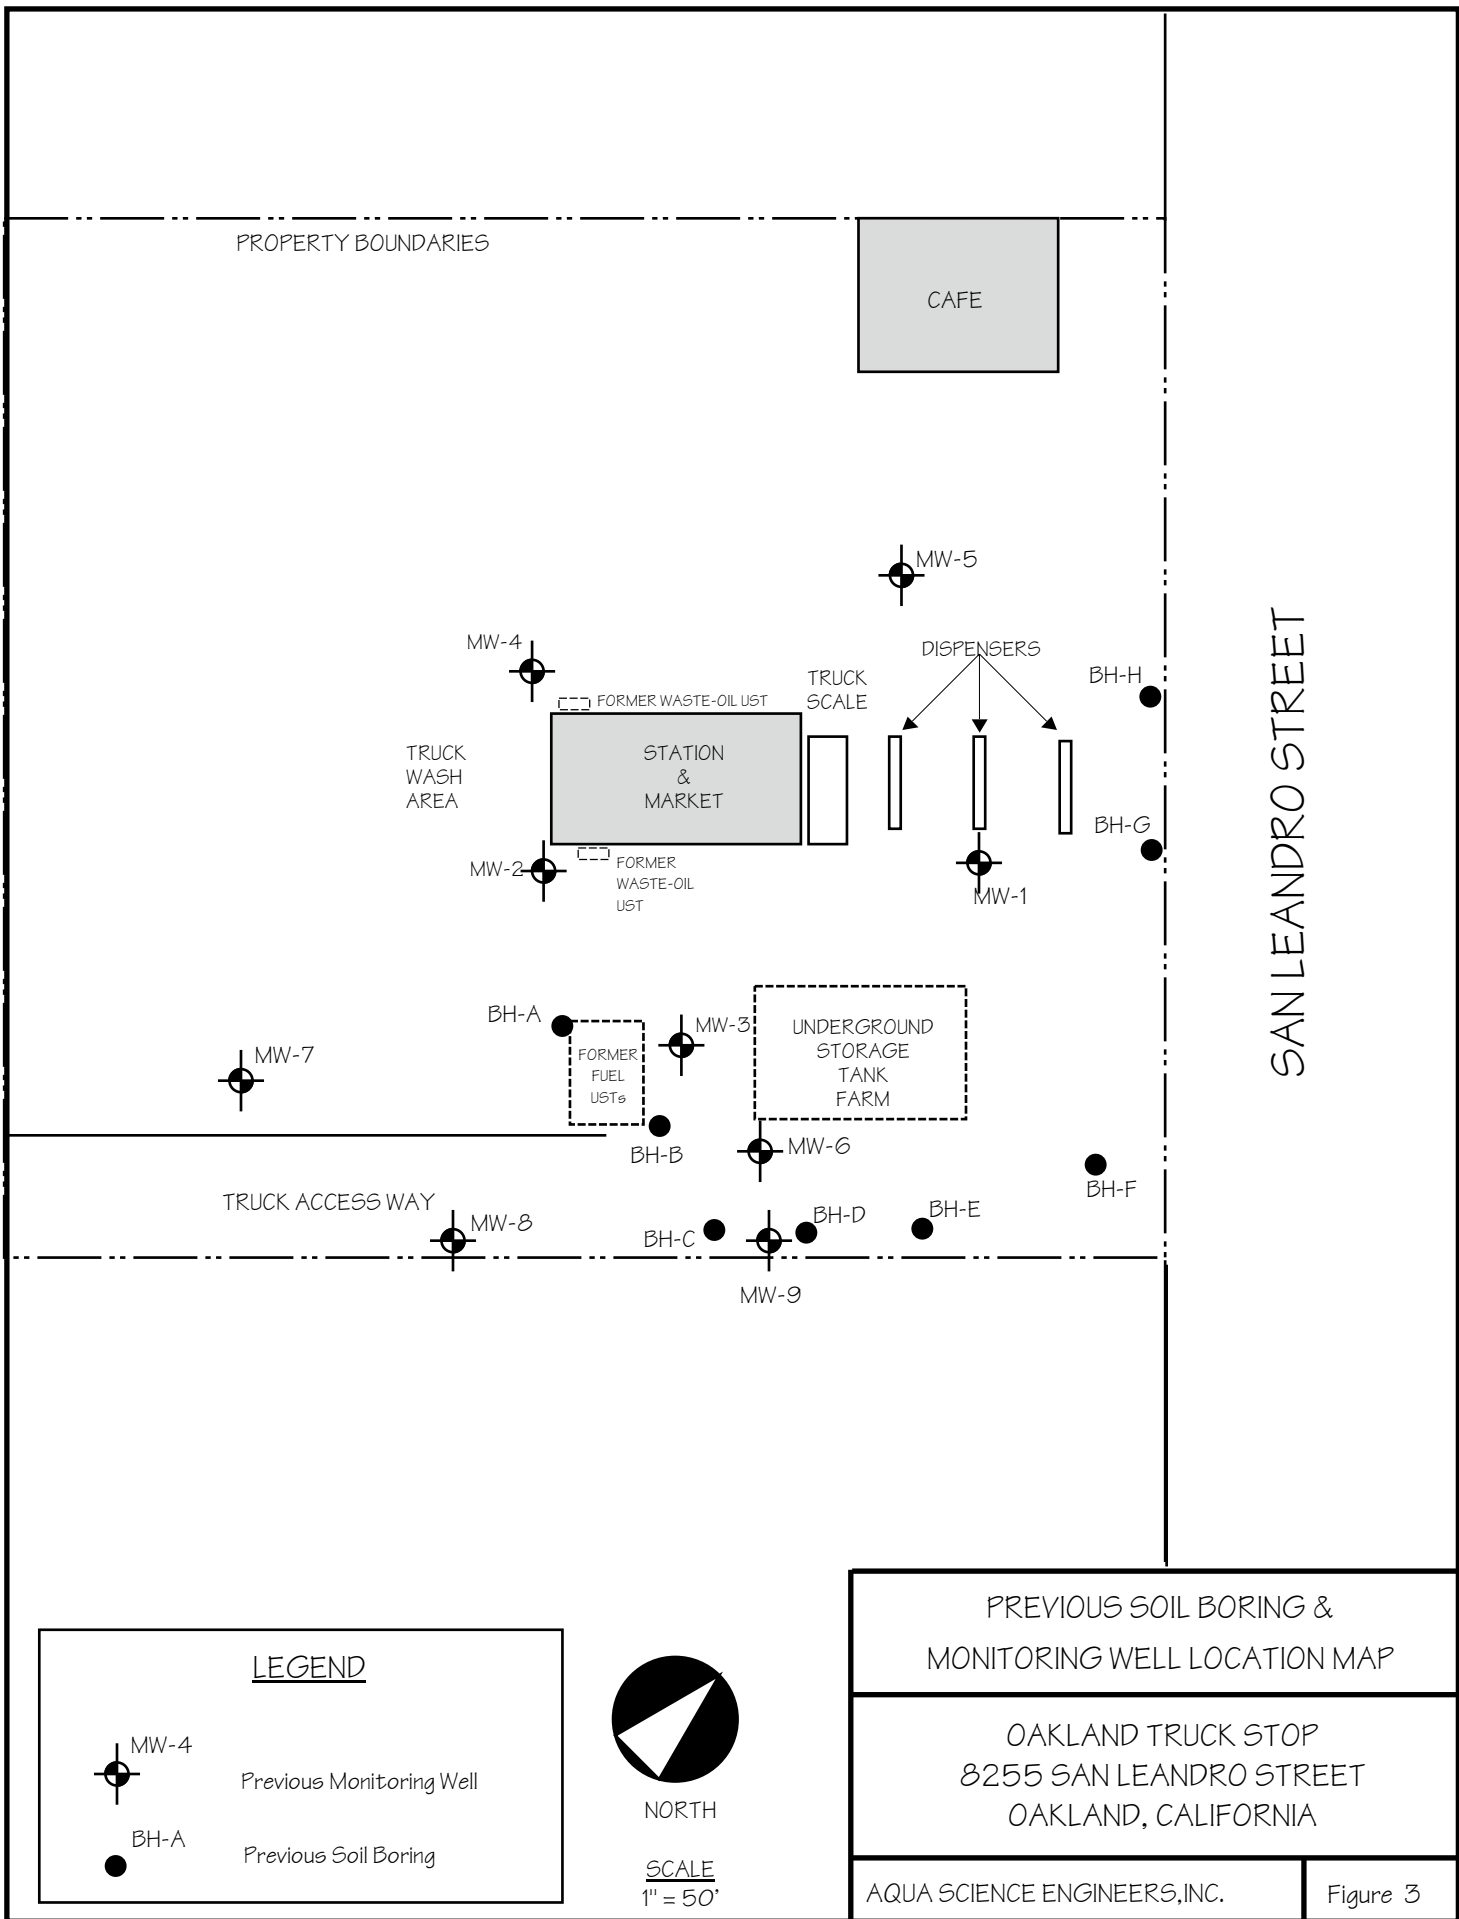 PROPERTY BOUNDARIES
CAFE
MW-5
MW-4
DISPENSERS
BH-H
FORMER WASTE-OIL UST
TRUCK
SCALE
TRUCK
WASH
AREA
STATION
&
MARKET
BH-G
MW-2
FORMER
WASTE-OIL
UST
MW-1
SAN LEANDRO STREET
BH-A
MW-3
UNDERGROUND
STORAGE
TANK
FARM
MW-7
FORMER
FUEL
USTs
BH-B
MW-6
BH-F
TRUCK ACCESS WAY
MW-8
BH-C
BH-D
BH-E
MW-9
LEGEND
MW-4
Previous Monitoring Well
BH-A
Previous Soil Boring
NORTH
SCALE
1" = 50'
PREVIOUS SOIL BORING &
MONITORING WELL LOCATION MAP
OAKLAND TRUCK STOP
8255 SAN LEANDRO STREET
OAKLAND, CALIFORNIA
AQUA SCIENCE ENGINEERS, INC.
Figure 3